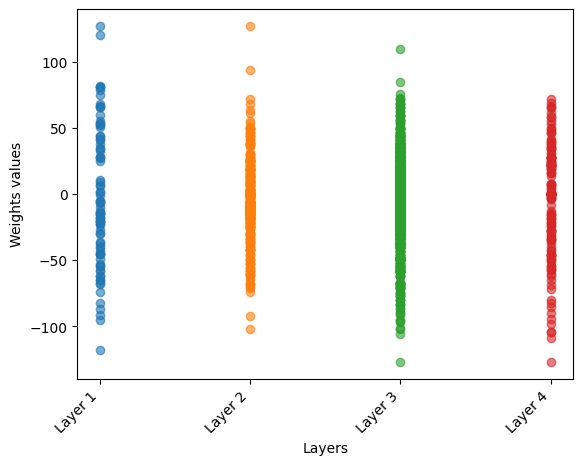 Weights values
100
50
0
−50
−100
Layer 1
Layer 2
Layer 3
Layer 4
Layers